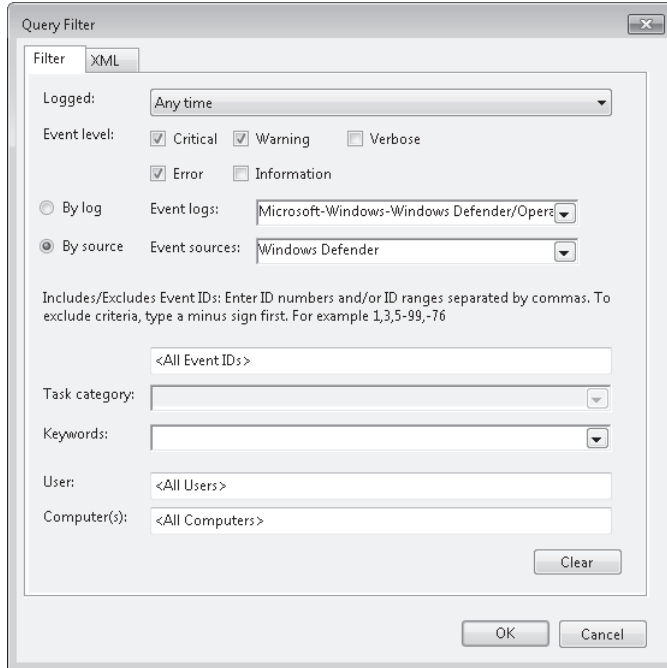 Query Filter
Filter XML
Logged: Any time
Event level: Critical Warning Verbose
Error Information
By log Event logs: Microsoft-Windows-Windows Defender/Opera
By source Event sources: Windows Defender
Includes/Excludes Event IDs: Enter ID numbers and/or ID ranges separated by commas. To
exclude criteria, type a minus sign first. For example 1,3,5-99,-76
<All Event IDs>
Task category:
Keywords:
User: <All Users>
Computer(s): <All Computers>
Clear
OK Cancel